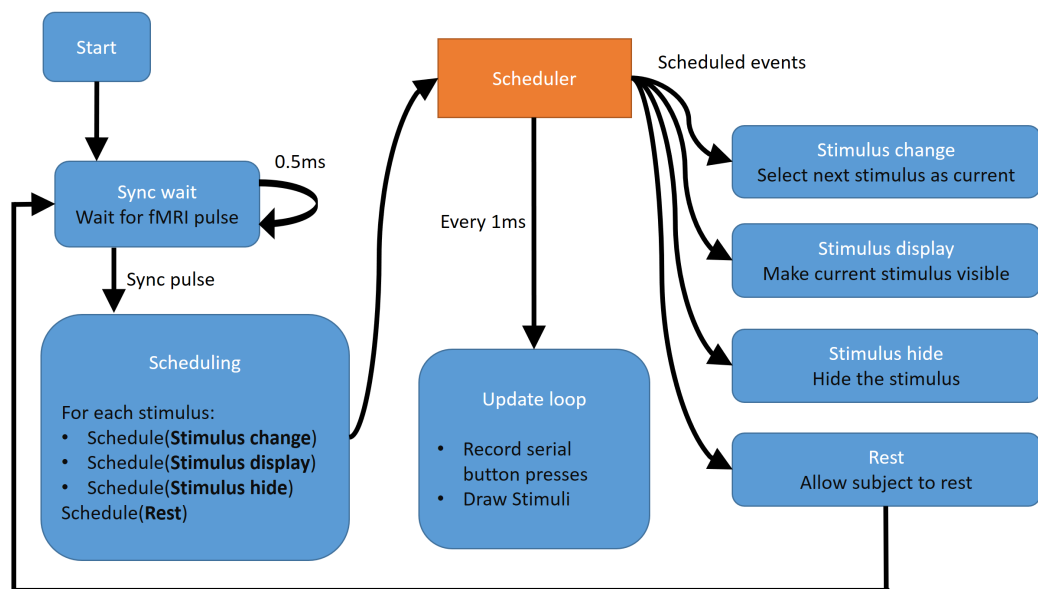 Start
Sync wait
Wait for fMRI pulse
0.5ms
Sync pulse
Scheduling
For each stimulus:
• Schedule(Stimulus change)
• Schedule(Stimulus display)
• Schedule(Stimulus hide)
Schedule(Rest)
Scheduler
Every 1ms
Update loop
• Record serial
button presses
• Draw Stimuli
Scheduled events
Stimulus change
Select next stimulus as current
Stimulus display
Make current stimulus visible
Stimulus hide
Hide the stimulus
Rest
Allow subject to rest